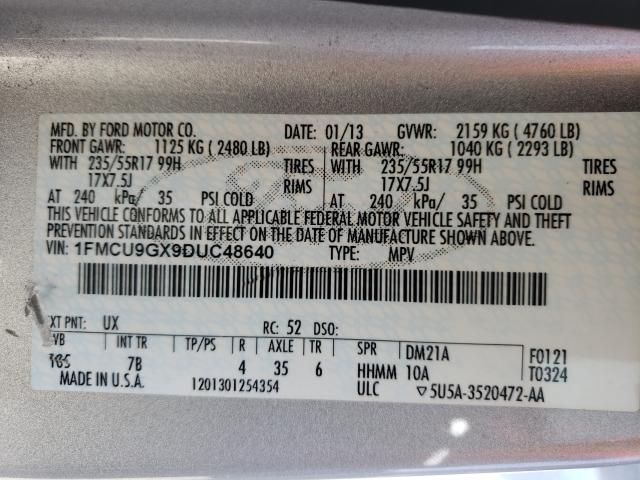 MFD. BY FORD MOTOR CO. DATE: 01/13 GVWR: 2159 KG ( 4760 LB)
FRONT GAWR: 1125 KG ( 2480 LB) REAR GAWR: 1040 KG ( 2293 LB)
WITH 235/55R17 99H TIRES WITH 235/55R17 99H TIRES
17X7.5J RIMS 17X7.5J RIMS
AT 240 kPa/ 35 PSI COLD AT 240 kPa/ 35 PSI COLD
THIS VEHICLE CONFORMS TO ALL APPLICABLE FEDERAL MOTOR VEHICLE SAFETY AND THEFT
PREVENTION STANDARDS IN EFFECT ON THE DATE OF MANUFACTURE SHOWN ABOVE.
VIN: 1FMCU9GX9DUC48640 TYPE: MPV
XT PNT: UX RC: 52 DSO:
VB INT TR TP/PS R AXLE TR SPR DM21A F0121
7B 4 35 6 HHMM 10A T0324
MADE IN U.S.A. 1201301254354 ULC ▽5U5A-3520472-AA